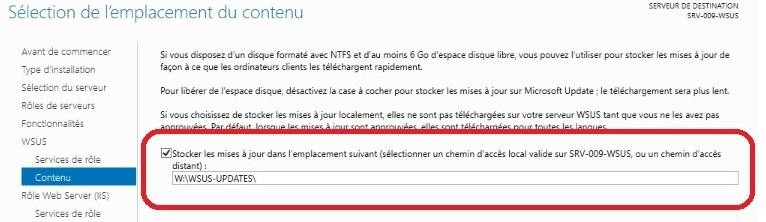 Sélection de l'emplacement du contenu
SERVEUR DE DESTINATION
SRV-009-WSUS
Avant de commencer
Type d'installation
Sélection du serveur
Rôles de serveurs
Fonctionnalités
WSUS
Services de rôle
Contenu
Rôle Web Server (IIS)
Services de rôle
Si vous disposez d'un disque formaté avec NTFS et d'au moins 6 Go d'espace disque libre, vous pouvez l'utiliser pour stocker les mises à jour de
façon à ce que les ordinateurs clients les téléchargent rapidement.
Pour libérer de l'espace disque, désactivez la case à cocher pour stocker les mises à jour sur Microsoft Update ; le téléchargement sera plus lent.
Si vous choisissez de stocker les mises à jour localement, elles ne sont pas téléchargées sur votre serveur WSUS tant que vous ne les avez pas
approuvées. Par défaut, lorsque les mises à jour sont approuvées, elles sont téléchargées pour toutes les langues.
Stocker les mises à jour dans l'emplacement suivant (sélectionner un chemin d'accès local valide sur SRV-009-WSUS, ou un chemin d'accès
distant) :
W:\WSUS-UPDATES\